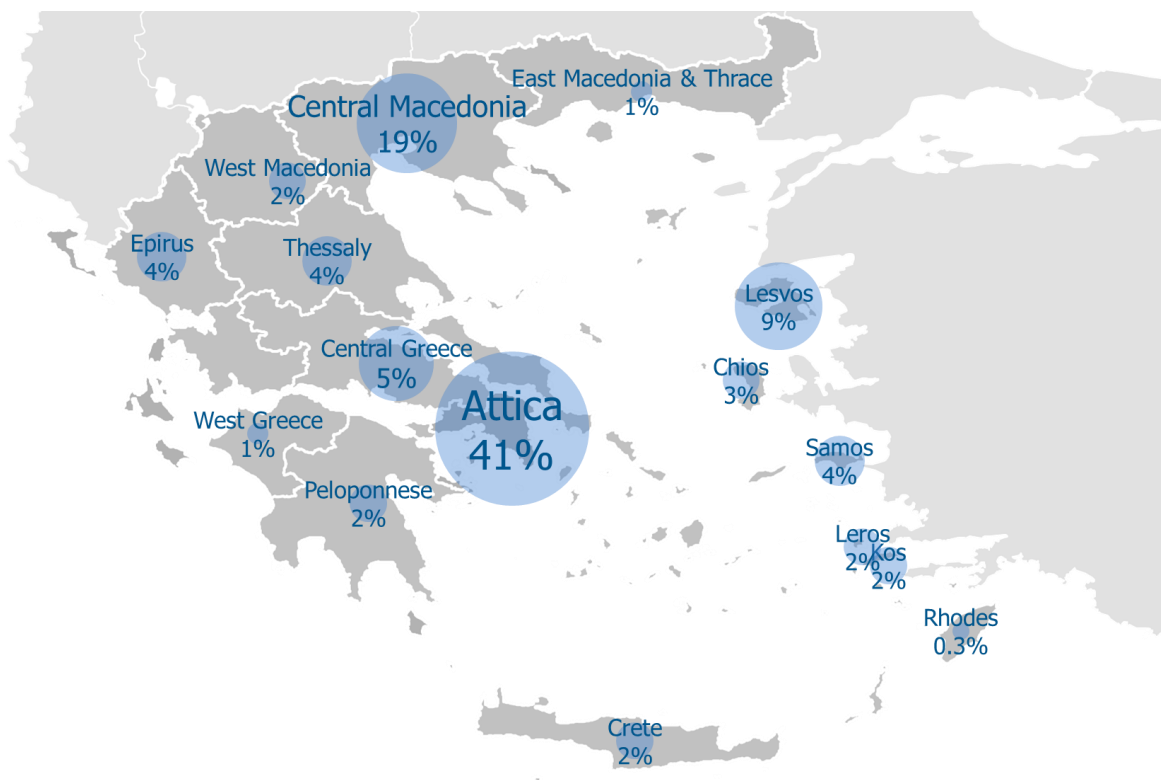 East Macedonia & Thrace
1%
Central Macedonia
19%
West Macedonia
2%
Epirus
4%
Thessaly
4%
Lesvos
9%
Central Greece
5%
Chios
3%
Attica
41%
West Greece
1%
Samos
4%
Peloponnese
2%
Leros
2%
Kos
2%
Rhodes
0.3%
Crete
2%